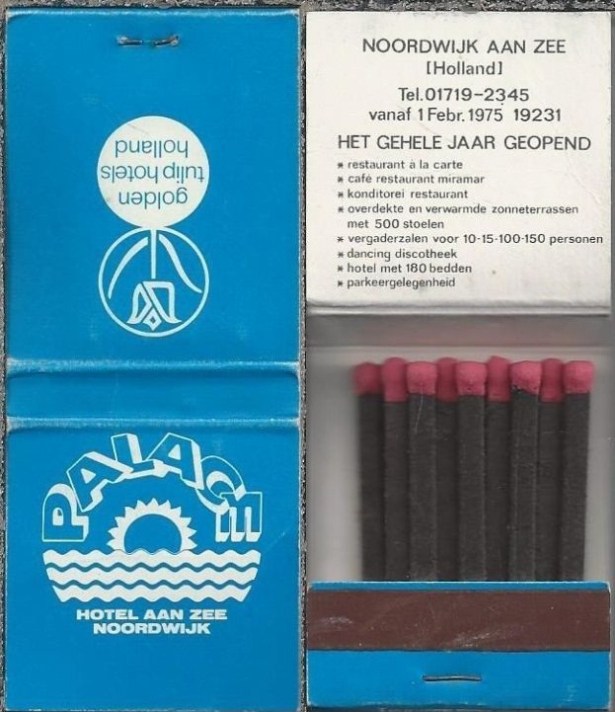 golden
tulip hotels
holland
PALACE
HOTEL AAN ZEE
NOORDWIJK
NOORDWIJK AAN ZEE
[Holland]
Tel. 01719-2345
vanaf 1 Febr. 1975 19231
HET GEHELE JAAR GEOPEND
* restaurant à la carte
* café restaurant miramar
* konditorei restaurant
* overdekte en verwarmde zonneterrassen
met 500 stoelen
* vergaderzalen voor 10-15-100-150 personen
* dancing discotheek
* hotel met 180 bedden
* parkeergelegenheid